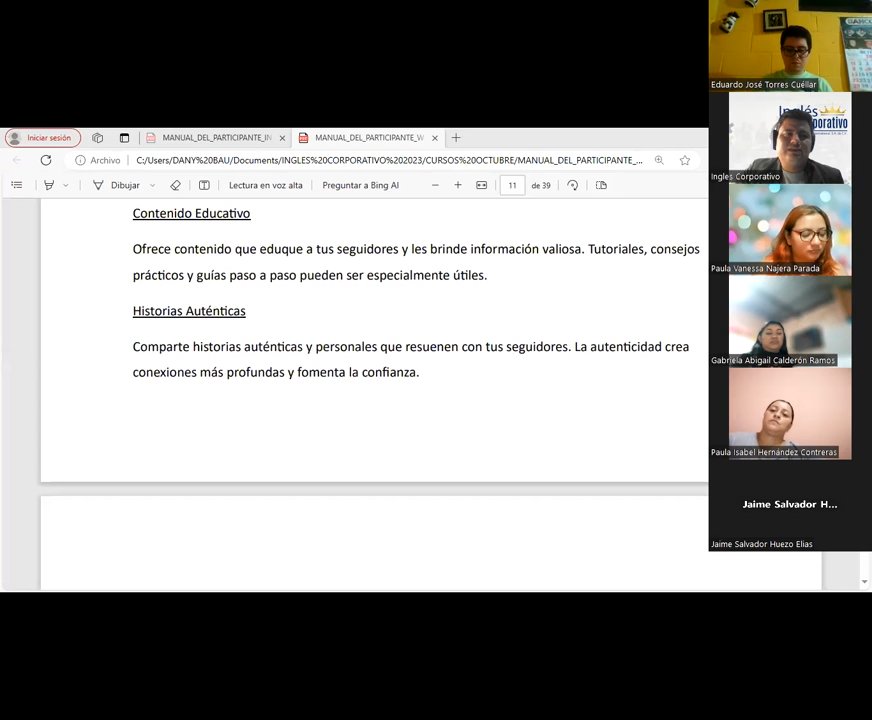 Iniciar sesión
MANUAL_DEL_PARTICIPANTE_IN
MANUAL_DEL_PARTICIPANTE_W
Archivo
C:/Users/DANY%20BAU/Documents/INGLES%20CORPORATIVO%202023/CURSOS%20OCTUBRE/MANUAL_DEL_PARTICIPANTE_...
Dibujar
Lectura en voz alta
Preguntar a Bing AI
11
de 39
Contenido Educativo
Ofrece contenido que eduque a tus seguidores y les brinde información valiosa. Tutoriales, consejos
prácticos y guías paso a paso pueden ser especialmente útiles.
Historias Auténticas
Comparte historias auténticas y personales que resuenen con tus seguidores. La autenticidad crea
conexiones más profundas y fomenta la confianza.
Eduardo José Torres Cuéllar
Ingles Corporativo
Paula Vanessa Najera Parada
Gabriela Abigail Calderón Ramos
Paula Isabel Hernández Contreras
Jaime Salvador H...
Jaime Salvador Huezo Elias